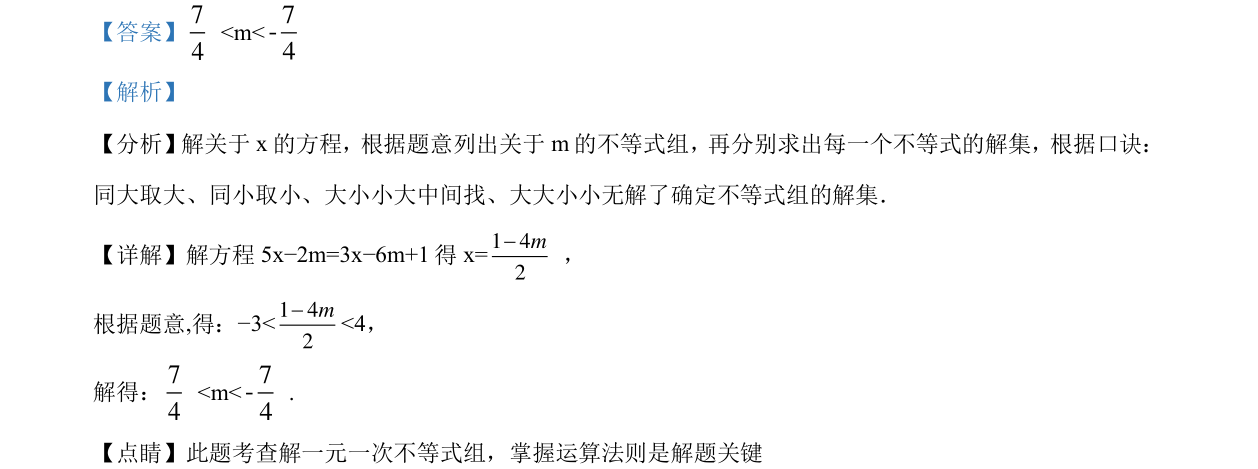 【答案】7/4 <m<-7/4
【解析】
【分析】解关于 x 的方程，根据题意列出关于 m 的不等式组，再分别求出每一个不等式的解集，根据口诀：
同大取大、同小取小、大小小大中间找、大大小小无解了确定不等式组的解集．
【详解】解方程 5x−2m=3x−6m+1 得 x=(1−4m)/2 ，
根据题意,得：−3<(1−4m)/2<4，
解得：7/4 <m<-7/4 .
【点睛】此题考查解一元一次不等式组，掌握运算法则是解题关键